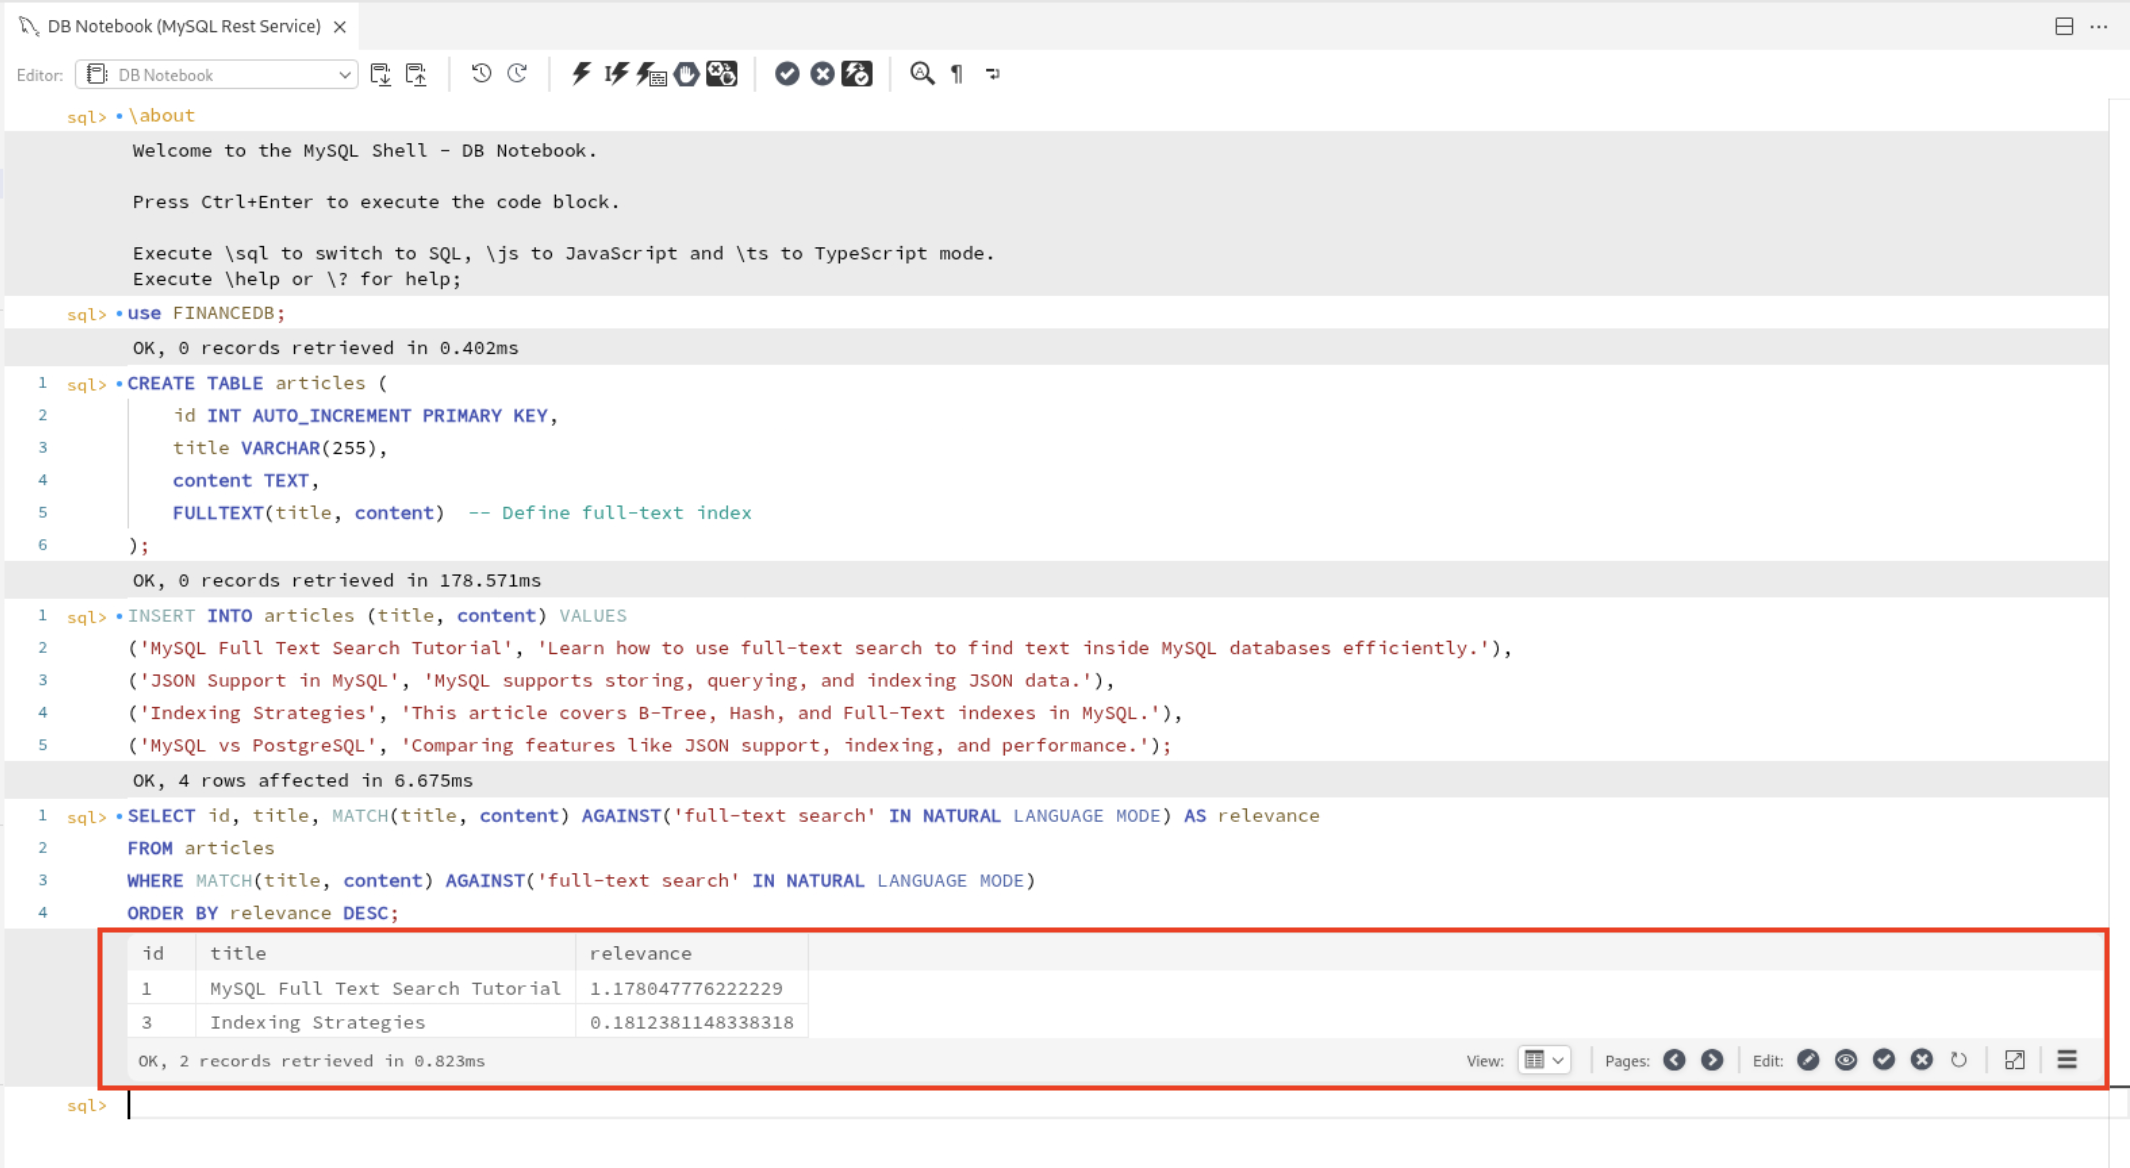 DB Notebook (MySQL Rest Service)
Editor: DB Notebook
sql> \about
Welcome to the MySQL Shell - DB Notebook.
Press Ctrl+Enter to execute the code block.
Execute \sql to switch to SQL, \js to JavaScript and \ts to TypeScript mode.
Execute \help or \? for help;
sql> use FINANCEDB;
OK, 0 records retrieved in 0.402ms
1 sql> CREATE TABLE articles (
2 id INT AUTO_INCREMENT PRIMARY KEY,
3 title VARCHAR(255),
4 content TEXT,
5 FULLTEXT(title, content)  -- Define full-text index
6 );
OK, 0 records retrieved in 178.571ms
1 sql> INSERT INTO articles (title, content) VALUES
2 ('MySQL Full Text Search Tutorial', 'Learn how to use full-text search to find text inside MySQL databases efficiently.'),
3 ('JSON Support in MySQL', 'MySQL supports storing, querying, and indexing JSON data.'),
4 ('Indexing Strategies', 'This article covers B-Tree, Hash, and Full-Text indexes in MySQL.'),
5 ('MySQL vs PostgreSQL', 'Comparing features like JSON support, indexing, and performance.');
OK, 4 rows affected in 6.675ms
1 sql> SELECT id, title, MATCH(title, content) AGAINST('full-text search' IN NATURAL LANGUAGE MODE) AS relevance
2 FROM articles
3 WHERE MATCH(title, content) AGAINST('full-text search' IN NATURAL LANGUAGE MODE)
4 ORDER BY relevance DESC;
id title relevance
1 MySQL Full Text Search Tutorial 1.178047776222229
3 Indexing Strategies 0.1812381148338318
OK, 2 records retrieved in 0.823ms View: Pages: Edit:
sql>